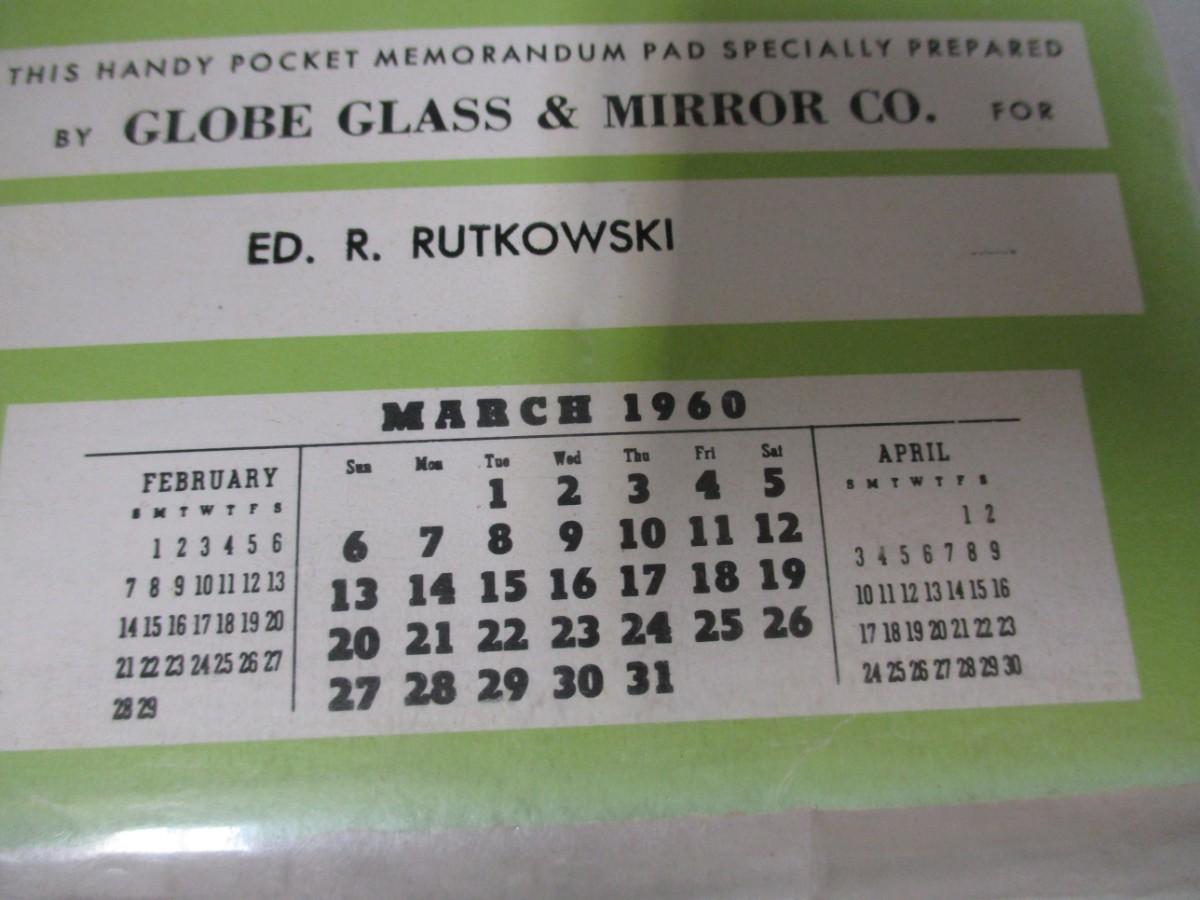 THIS HANDY POCKET MEMORANDUM PAD SPECIALLY PREPARED
BY GLOBE GLASS & MIRROR CO. FOR
ED. R. RUTKOWSKI
MARCH 1960
FEBRUARY
S M T W T F S
1 2 3 4 5 6
7 8 9 10 11 12 13
14 15 16 17 18 19 20
21 22 23 24 25 26 27
28 29
Sun Mon Tue Wed Thu Fri Sat
1 2 3 4 5
6 7 8 9 10 11 12
13 14 15 16 17 18 19
20 21 22 23 24 25 26
27 28 29 30 31
APRIL
S M T W T F S
1 2
3 4 5 6 7 8 9
10 11 12 13 14 15 16
17 18 19 20 21 22 23
24 25 26 27 28 29 30